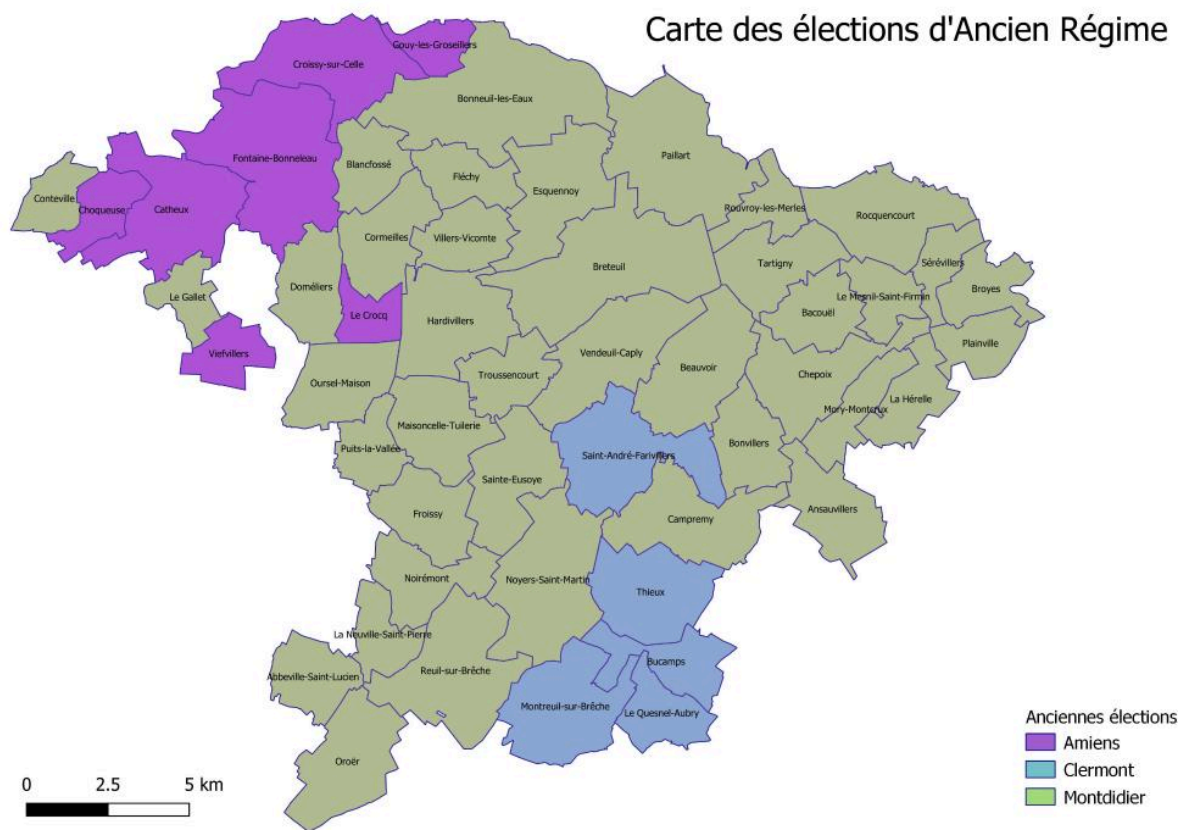 Carte des élections d'Ancien Régime
Gouy-les-Groseillers
Croissy-sur-Celle
Bonneuil-les-Eaux
Paillart
Fontaine-Bonneleau
Blancfossé
Fléchy
Esquennoy
Conteville
Choqueuse
Catheux
Rouvroy-les-Merles
Rocquencourt
Cormeilles
Villers-Vicomte
Breteuil
Tartigny
Sérévillers
Doméliers
Le Gallet
Le Mesnil-Saint-Firmin
Broyes
Le Crocq
Hardivillers
Bacouël
Plainville
Viefvillers
Vendeuil-Caply
Beauvoir
Chepoix
Oursel-Maison
Troussencourt
La Hérelle
Mory-Montcrux
Maisoncelle-Tuilerie
Puits-la-Vallée
Saint-André-Farivillers
Bonvillers
Sainte-Eusoye
Froissy
Campremy
Ansauvillers
Noirémont
Noyers-Saint-Martin
Thieux
La Neuville-Saint-Pierre
Abbeville-Saint-Lucien
Reuil-sur-Brêche
Bucamps
Montreuil-sur-Brêche
Le Quesnel-Aubry
Oroër
Anciennes élections
Amiens
Clermont
Montdidier
0 2.5 5 km